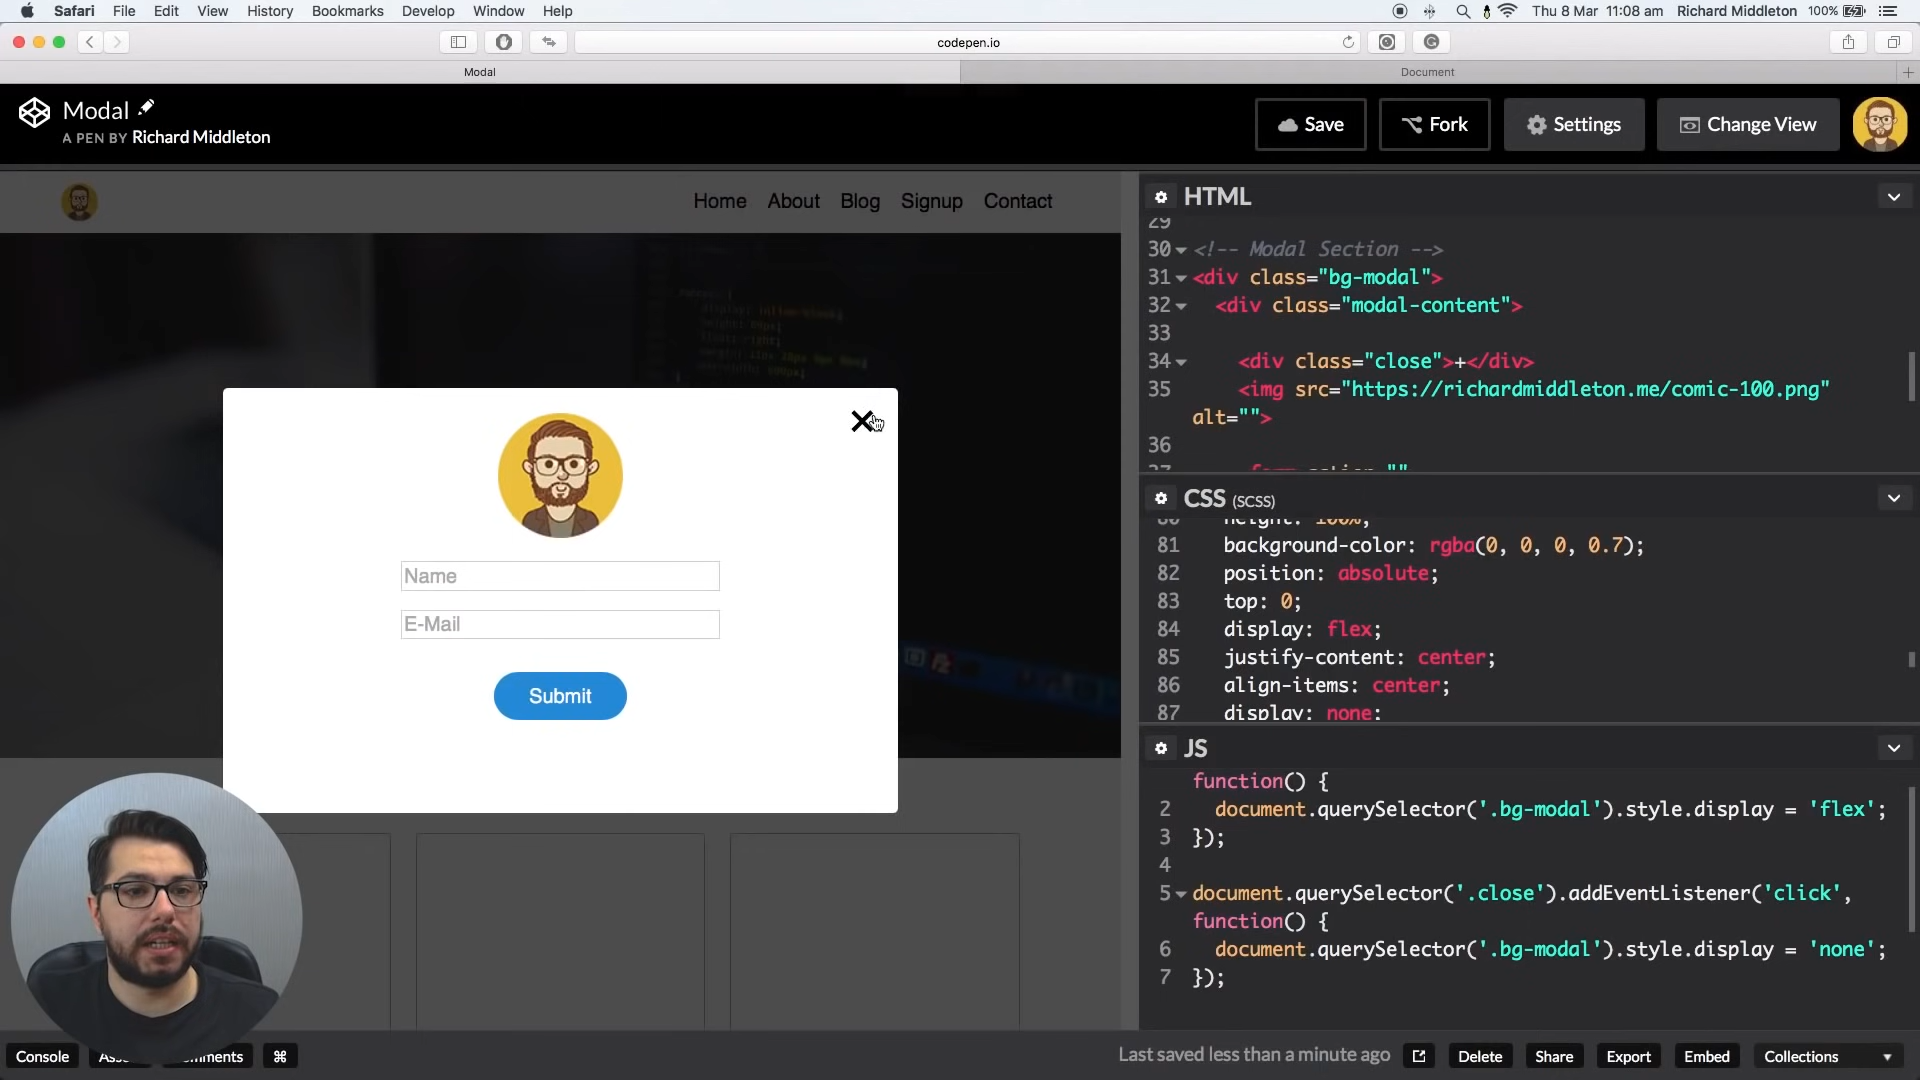 Safari File Edit View History Bookmarks Develop Window Help
Thu 8 Mar 11:08 am Richard Middleton 100%
codepen.io
Modal
Document
Modal
A PEN BY Richard Middleton
Save
Fork
Settings
Change View
Home About Blog Signup Contact
Name
E-Mail
Submit
HTML
29
30 <!-- Modal Section -->
31 <div class="bg-modal">
32 <div class="modal-content">
33
34 <div class="close">+</div>
35 <img src="https://richardmiddleton.me/comic-100.png"
alt="">
36
CSS (SCSS)
height: 100%;
81 background-color: rgba(0, 0, 0, 0.7);
82 position: absolute;
83 top: 0;
84 display: flex;
85 justify-content: center;
86 align-items: center;
87 display: none;
JS
function() {
2 document.querySelector('.bg-modal').style.display = 'flex';
3 });
4
5 document.querySelector('.close').addEventListener('click',
function() {
6 document.querySelector('.bg-modal').style.display = 'none';
7 });
Console
⌘
Last saved less than a minute ago
Delete
Share
Export
Embed
Collections